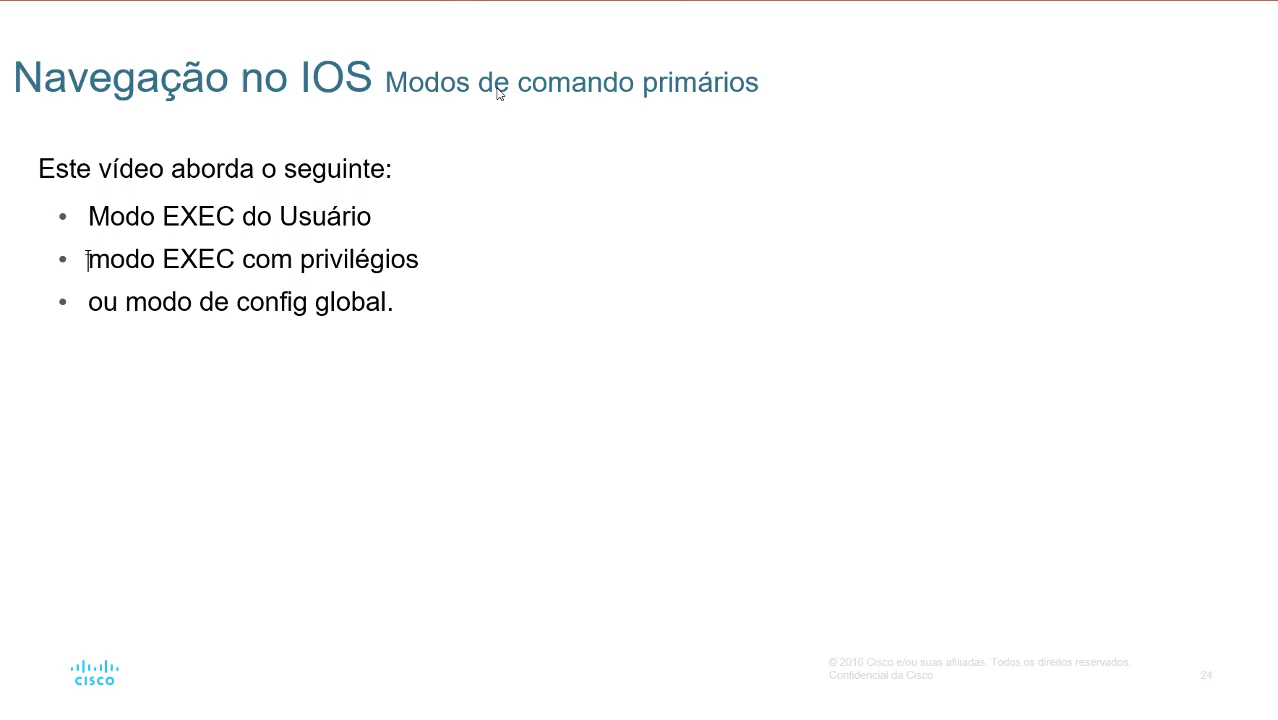 Navegação no IOS Modos de comando primários
Este vídeo aborda o seguinte:
• Modo EXEC do Usuário
• modo EXEC com privilégios
• ou modo de config global.
CISCO
© 2016 Cisco e/ou suas afiliadas. Todos os direitos reservados.
Confidencial da Cisco
24